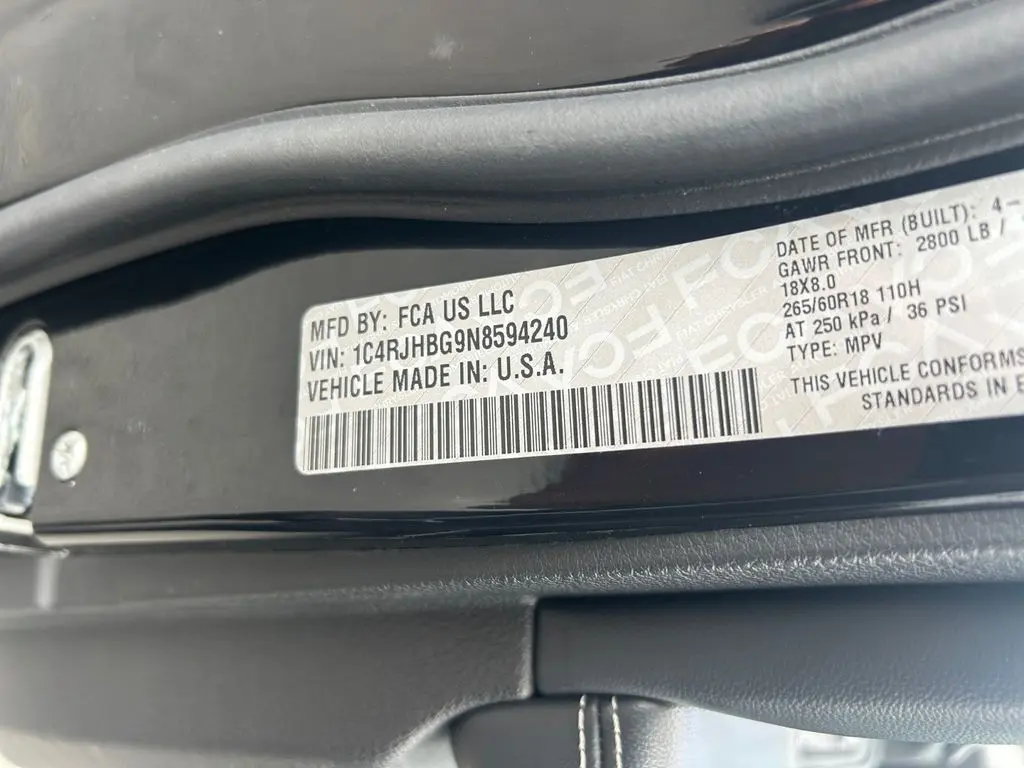 MFD BY: FCA US LLC
VIN: 1C4RJHBG9N8594240
VEHICLE MADE IN: U.S.A.
DATE OF MFR (BUILT): 4-
GAWR FRONT: 2800 LB /
18X8.0
265/60R18 110H
AT 250 kPa / 36 PSI
TYPE: MPV
THIS VEHICLE CONFORMS
STANDARDS IN E